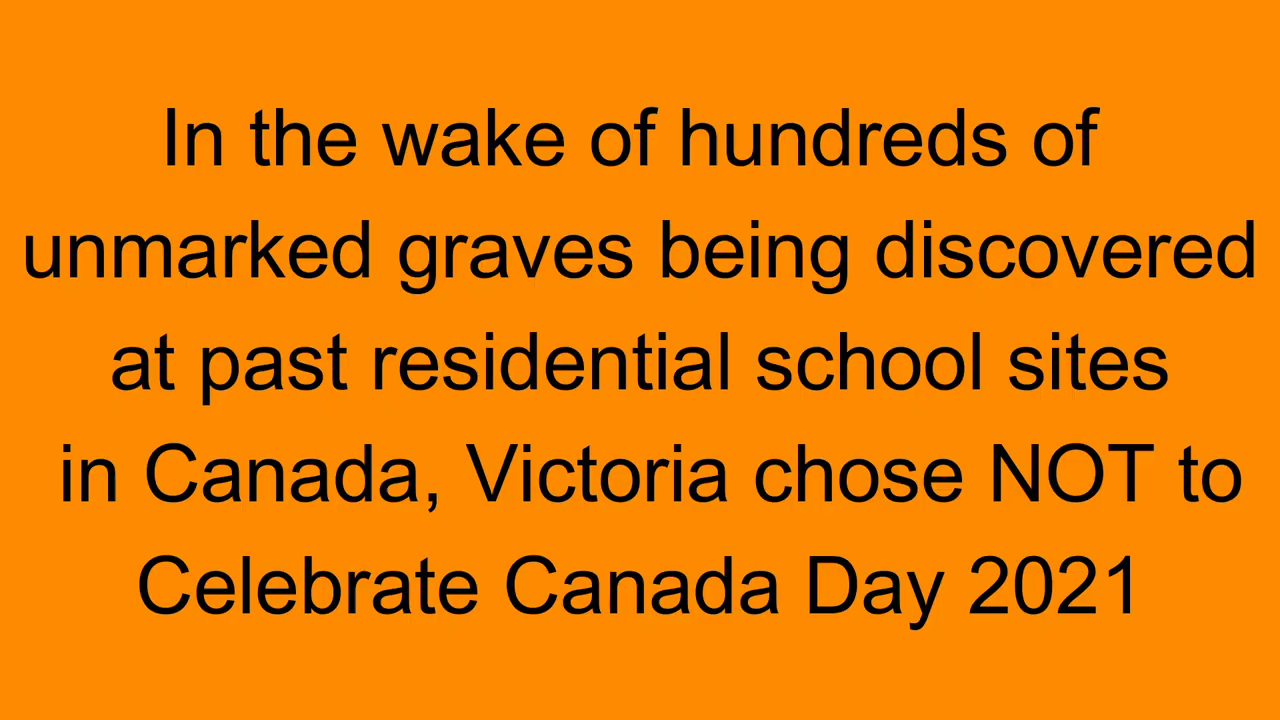 In the wake of hundreds of
unmarked graves being discovered
at past residential school sites
in Canada, Victoria chose NOT to
Celebrate Canada Day 2021